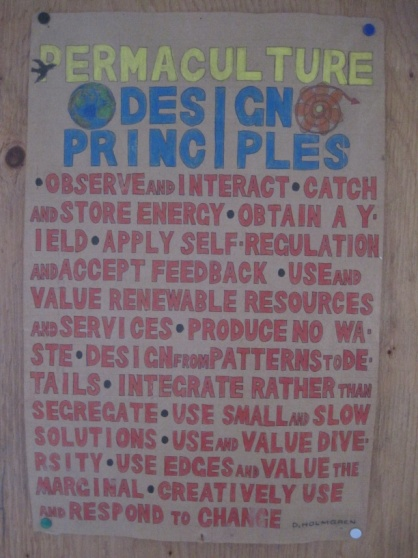 PERMACULTURE
DESIGN
PRINCIPLES
•OBSERVE AND INTERACT•CATCH
AND STORE ENERGY•OBTAIN A Y-
IELD•APPLY SELF-REGULATION
AND ACCEPT FEEDBACK •USE AND
VALUE RENEWABLE RESOURCES
AND SERVICES•PRODUCE NO WA-
STE•DESIGN FROM PATTERNS TO DE-
TAILS•INTEGRATE RATHER THAN
SEGREGATE•USE SMALL AND SLOW
SOLUTIONS•USE AND VALUE DIVE-
RSITY•USE EDGES AND VALUE THE
MARGINAL•CREATIVELY USE
AND RESPOND TO CHANGE
D. HOLMGREN